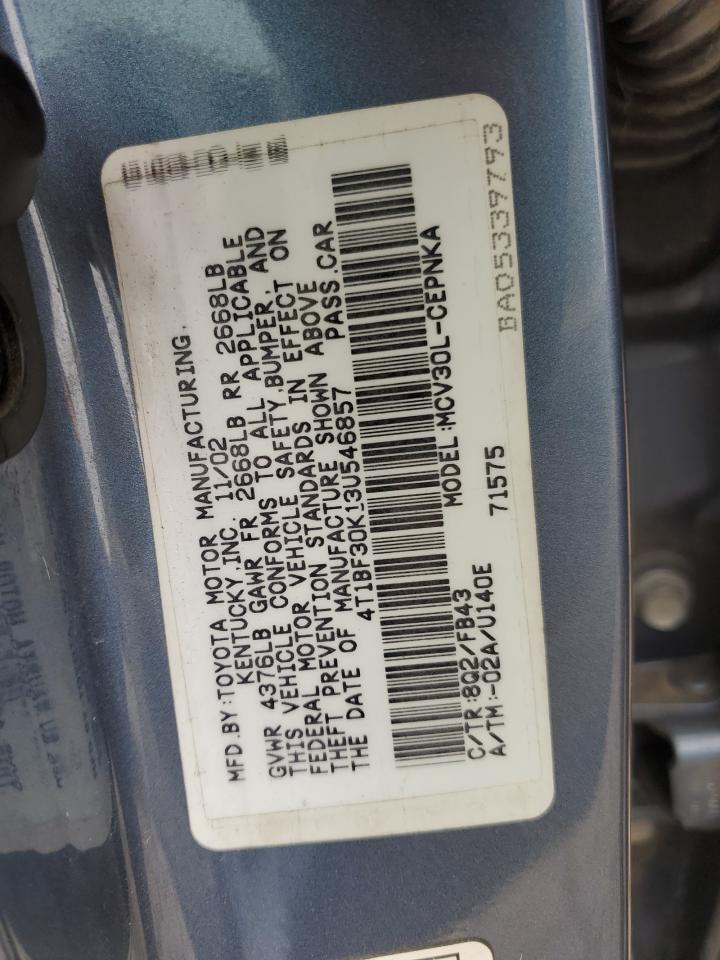 MFD.BY:TOYOTA MOTOR MANUFACTURING.
KENTUCKY INC. 11/02
GVWR 4376LB GAWR FR 2668LB RR 2668LB
THIS VEHICLE CONFORMS TO ALL APPLICABLE
FEDERAL MOTOR VEHICLE SAFETY,BUMPER, AND
THEFT PREVENTION STANDARDS IN EFFECT ON
THE DATE OF MANUFACTURE SHOWN ABOVE
4T1BF30K13U546857 PASS.CAR
MODEL:MCV30L-CEPNKA
C/TR:8Q2/FB43
A/TM:-02A/U140E 71575
BA05339793